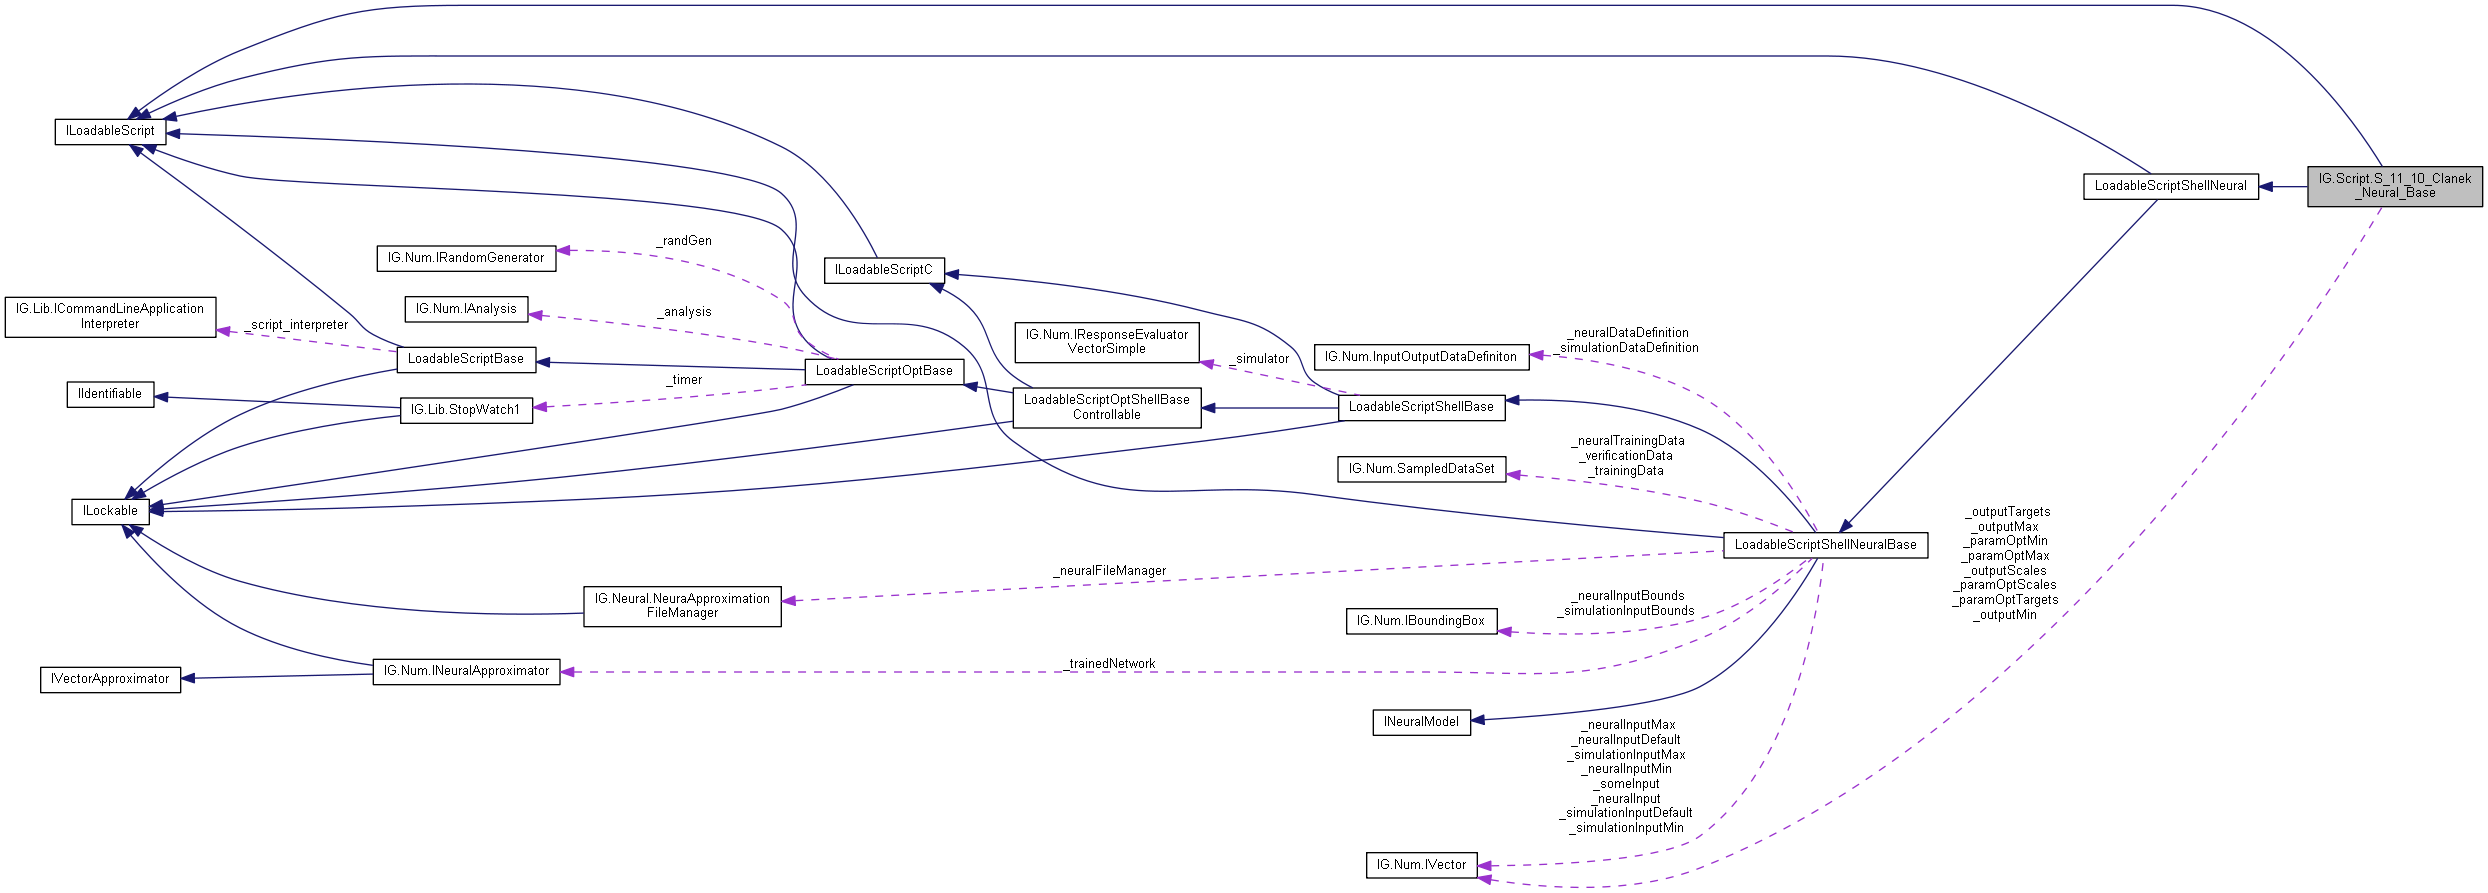 ILoadableScript
LoadableScriptShellNeural
IG.Script.S_11_10_Clanek
_Neural_Base
_randGen
IG.Num.IRandomGenerator
ILoadableScriptC
IG.Num.IAnalysis
_analysis
IG.Lib.ICommandLineApplication
Interpreter
_script_interpreter
LoadableScriptBase
LoadableScriptOptBase
IG.Num.IResponseEvaluator
VectorSimple
_simulator
IG.Num.InputOutputDataDefiniton
_neuralDataDefinition
_simulationDataDefinition
IIdentifiable
_timer
IG.Lib.StopWatch1
LoadableScriptOptShellBase
Controllable
LoadableScriptShellBase
_neuralTrainingData
_verificationData
_trainingData
IG.Num.SampledDataSet
ILockable
LoadableScriptShellNeuralBase
_outputTargets
_outputMax
_paramOptMin
_paramOptMax
_outputScales
_paramOptScales
_paramOptTargets
_outputMin
_neuralFileManager
IG.Neural.NeuraApproximation
FileManager
_neuralInputBounds
_simulationInputBounds
IG.Num.IBoundingBox
IVectorApproximator
IG.Num.INeuralApproximator
_trainedNetwork
INeuralModel
_neuralInputMax
_neuralInputDefault
_simulationInputMax
_neuralInputMin
_someInput
_neuralInput
_simulationInputDefault
_simulationInputMin
IG.Num.IVector